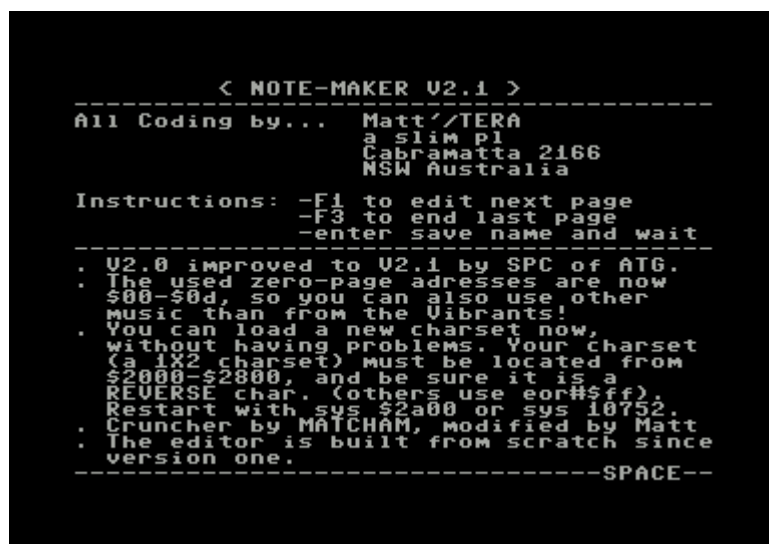 < NOTE-MAKER V2.1 >
------------------------------------------
All Coding by... Matt'/TERA
a slim pl
Cabramatta 2166
NSW Australia
Instructions: -F1 to edit next page
-F3 to end last page
-enter save name and wait
------------------------------------------
. V2.0 improved to V2.1 by SPC of ATG.
. The used zero-page adresses are now
$00-$0d, so you can also use other
music than from the Vibrants!
. You can load a new charset now,
without having problems. Your charset
(a 1X2 charset) must be located from
$2000-$2800, and be sure it is a
REVERSE char. (others use eor#$ff).
Restart with sys $2a00 or sys 10752.
. Cruncher by MATCHAM, modified by Matt
. The editor is built from scratch since
version one.
---------------------------------SPACE--